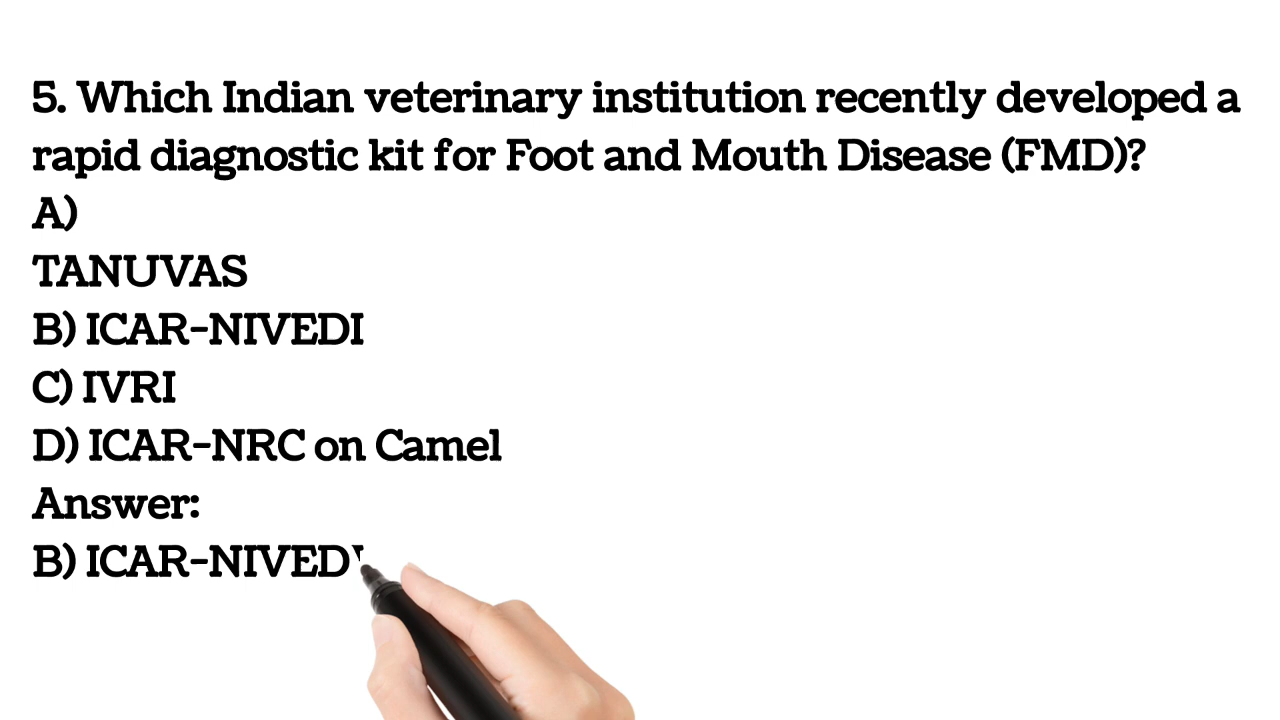 5. Which Indian veterinary institution recently developed a
rapid diagnostic kit for Foot and Mouth Disease (FMD)?
A)
TANUVAS
B) ICAR-NIVEDI
C) IVRI
D) ICAR-NRC on Camel
Answer:
B) ICAR-NIVED